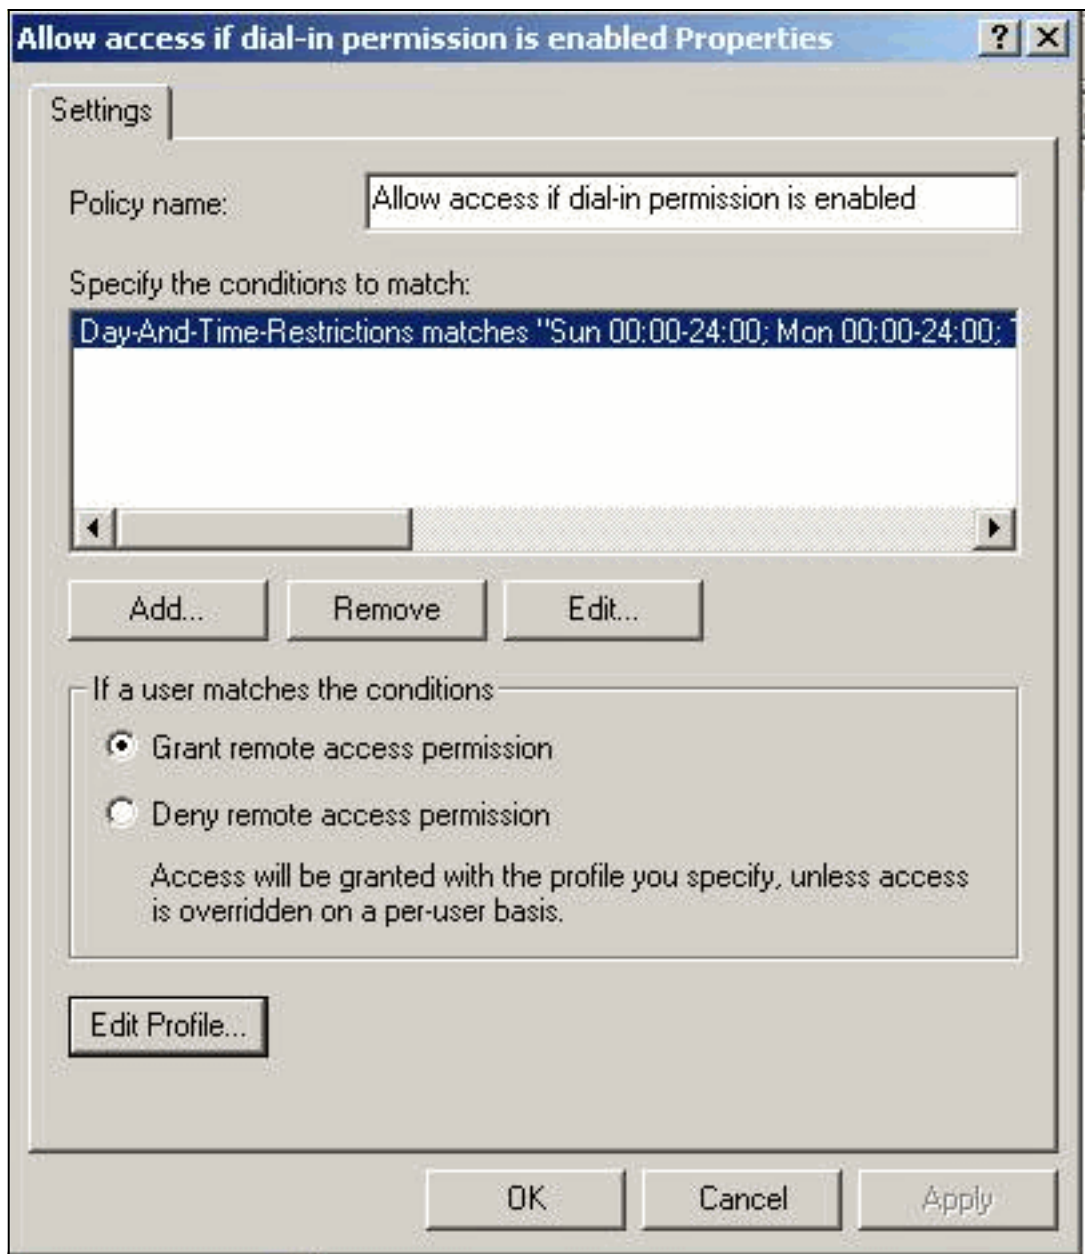 Allow access if dial-in permission is enabled Properties
Settings
Policy name:
Allow access if dial-in permission is enabled
Specify the conditions to match:
Day-And-Time-Restrictions matches "Sun 00:00-24:00; Mon 00:00-24:00;
Add...
Remove
Edit...
If a user matches the conditions
Grant remote access permission
Deny remote access permission
Access will be granted with the profile you specify, unless access
is overridden on a per-user basis.
Edit Profile...
OK
Cancel
Apply